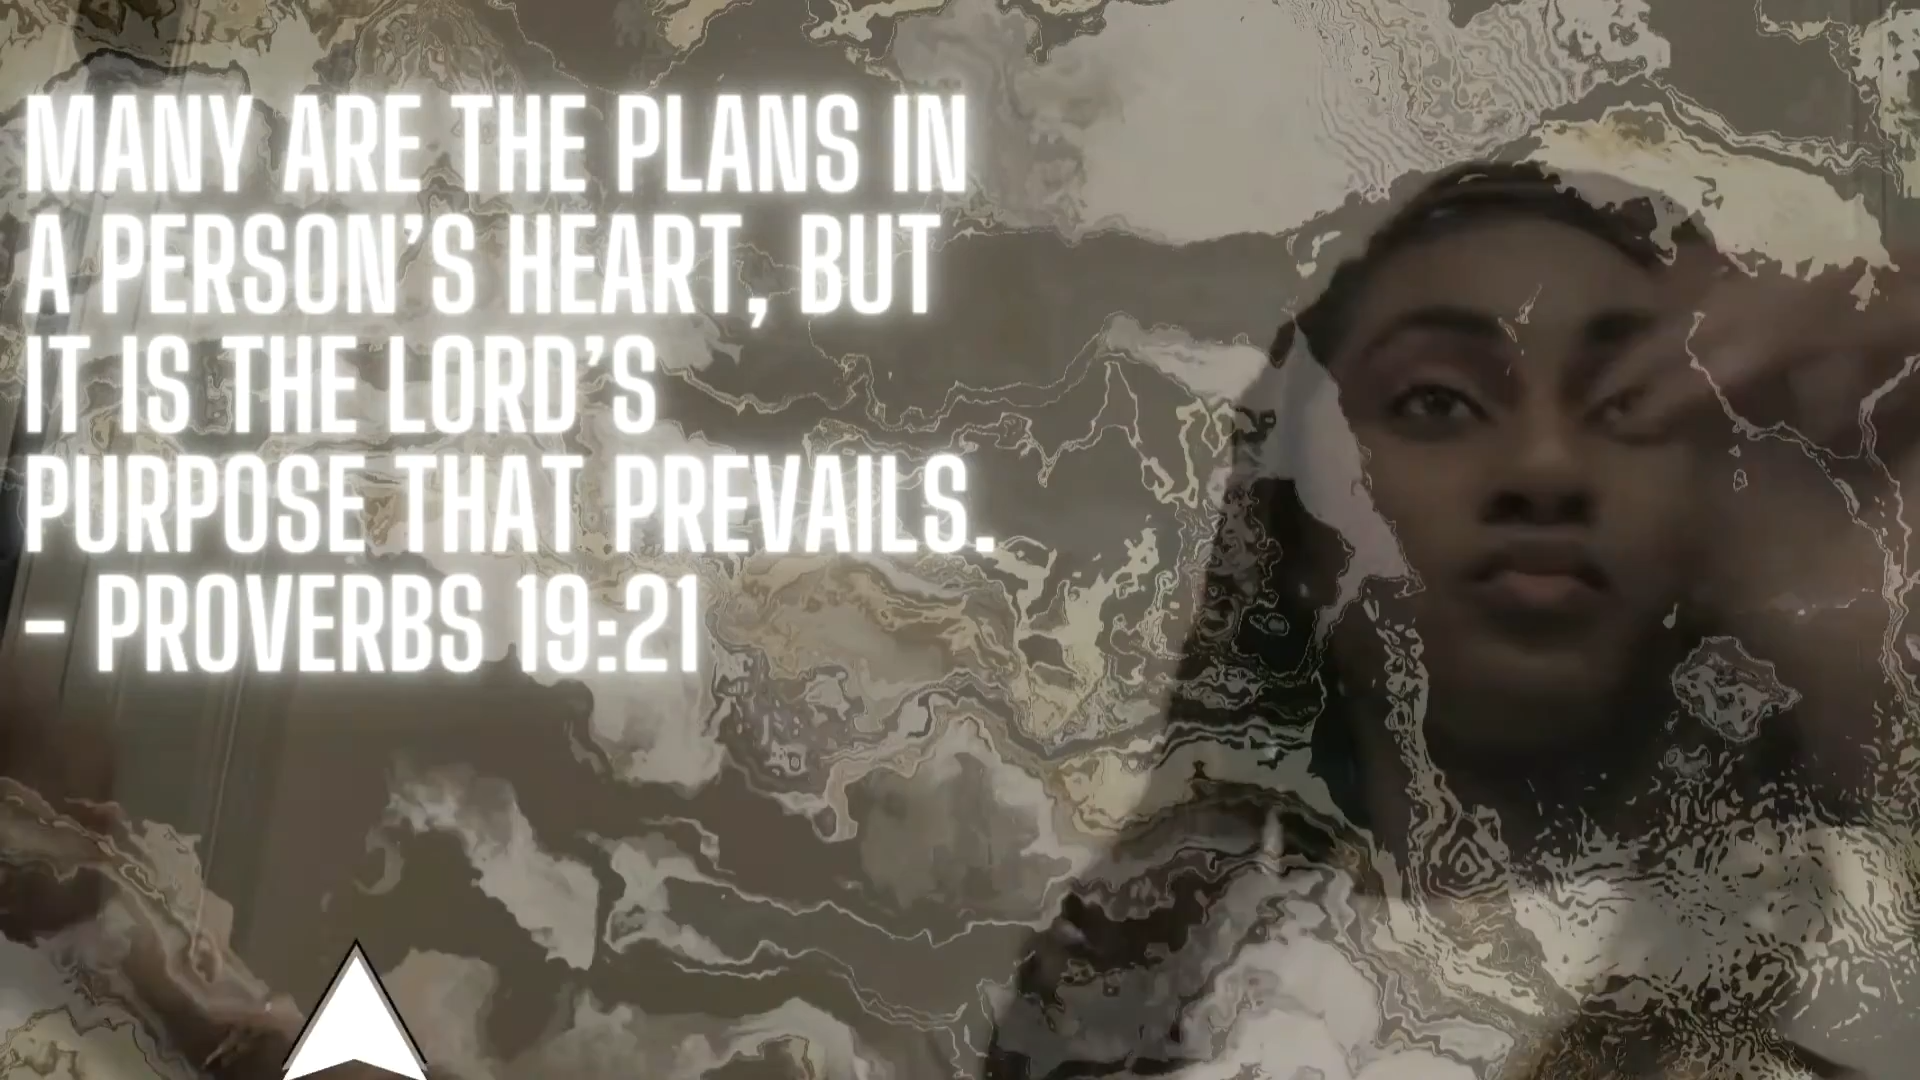 MANY ARE THE PLANS IN
A PERSON’S HEART, BUT
IT IS THE LORD’S
PURPOSE THAT PREVAILS.
– PROVERBS 19:21